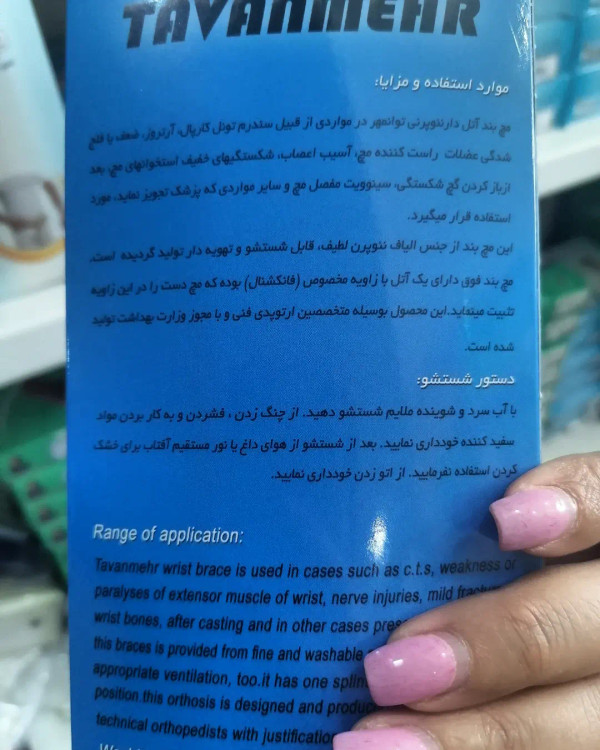 TAVANMEHR
موارد استفاده و مزایا:
مچ بند آتل دارنئوپرنی توانمهر در مواردی از قبیل سندرم تونل کارپال، آرتروز، ضعف یا فلج
شدگی عضلات راست کننده مچ، آسیب اعصاب، شکستگیهای خفیف استخوانهای مچ، بعد
ازباز کردن گچ شکستگی، سینوویت مفصل مچ و سایر مواردی که پزشک تجویز نماید، مورد
استفاده قرار میگیرد.
این مچ بند از جنس الیاف نئوپرن لطیف، قابل شستشو و تهویه دار تولید گردیده است.
مچ بند فوق دارای یک آتل با زاویه مخصوص (فانکشنال) بوده که مچ دست را در این زاویه
تثبیت مینماید.این محصول بوسیله متخصصین ارتوپدی فنی و با مجوز وزارت بهداشت تولید
شده است.
دستور شستشو:
با آب سرد و شوینده ملایم شستشو دهید. از چنگ زدن ، فشردن و به کار بردن مواد
سفید کننده خودداری نمایید. بعد از شستشو از هوای داغ یا نور مستقیم آفتاب برای خشک
کردن استفاده نفرمایید. از اتو زدن خودداری نمایید.
Range of application:
Tavanmehr wrist brace is used in cases such as c.t.s, weakness or
paralyses of extensor muscle of wrist, nerve injuries, mild
wrist bones, after casting and in other cases
this braces is provided from fine and washable
appropriate ventilation, too.it has one splin
position.this orthosis is designed and
technical orthopedists with